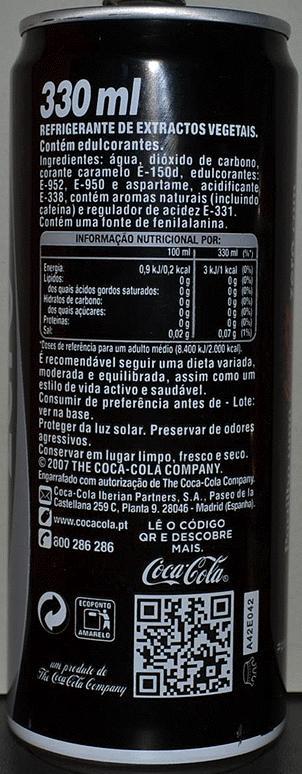 330 ml
REFRIGERANTE DE EXTRACTOS VEGETAIS.
Contém edulcorantes.
Ingredientes: água, dióxido de carbono,
corante caramelo E-150d, edulcorantes:
E-952, E-950 e aspartame, acidificante
E-338, contém aromas naturais (incluindo
cafeína) e regulador de acidez E-331.
Contém uma fonte de fenilalanina.
INFORMAÇÃO NUTRICIONAL POR:
100 ml 330 ml (%*)
Energia: 0,9 kJ/0,2 kcal 3 kJ/1 kcal (0%)
Lípidos: 0 g 0 g (0%)
dos quais ácidos gordos saturados: 0 g 0 g (0%)
Hidratos de carbono: 0 g 0 g (0%)
dos quais açúcares: 0 g 0 g (0%)
Proteínas: 0 g 0 g (0%)
Sal: 0,02 g 0,07 g (1%)
*Doses de referência para um adulto médio (8.400 kJ/2.000 kcal).
É recomendável seguir uma dieta variada,
moderada e equilibrada, assim como um
estilo de vida activo e saudável.
Consumir de preferência antes de - Lote:
ver na base.
Proteger da luz solar. Preservar de odores
agressivos.
Conservar em lugar limpo, fresco e seco.
© 2007 THE COCA-COLA COMPANY.
Engarrafado com autorização de The Coca-Cola Company.
Coca-Cola Iberian Partners, S.A., Paseo de la
Castellana 259 C, Planta 9. 28046 - Madrid (Espanha).
www.cocacola.pt
800 286 286
LÊ O CÓDIGO
QR E DESCOBRE
MAIS.
Coca-Cola®
ECOPONTO
AMARELO
um produto de
The Coca-Cola Company
A42E042